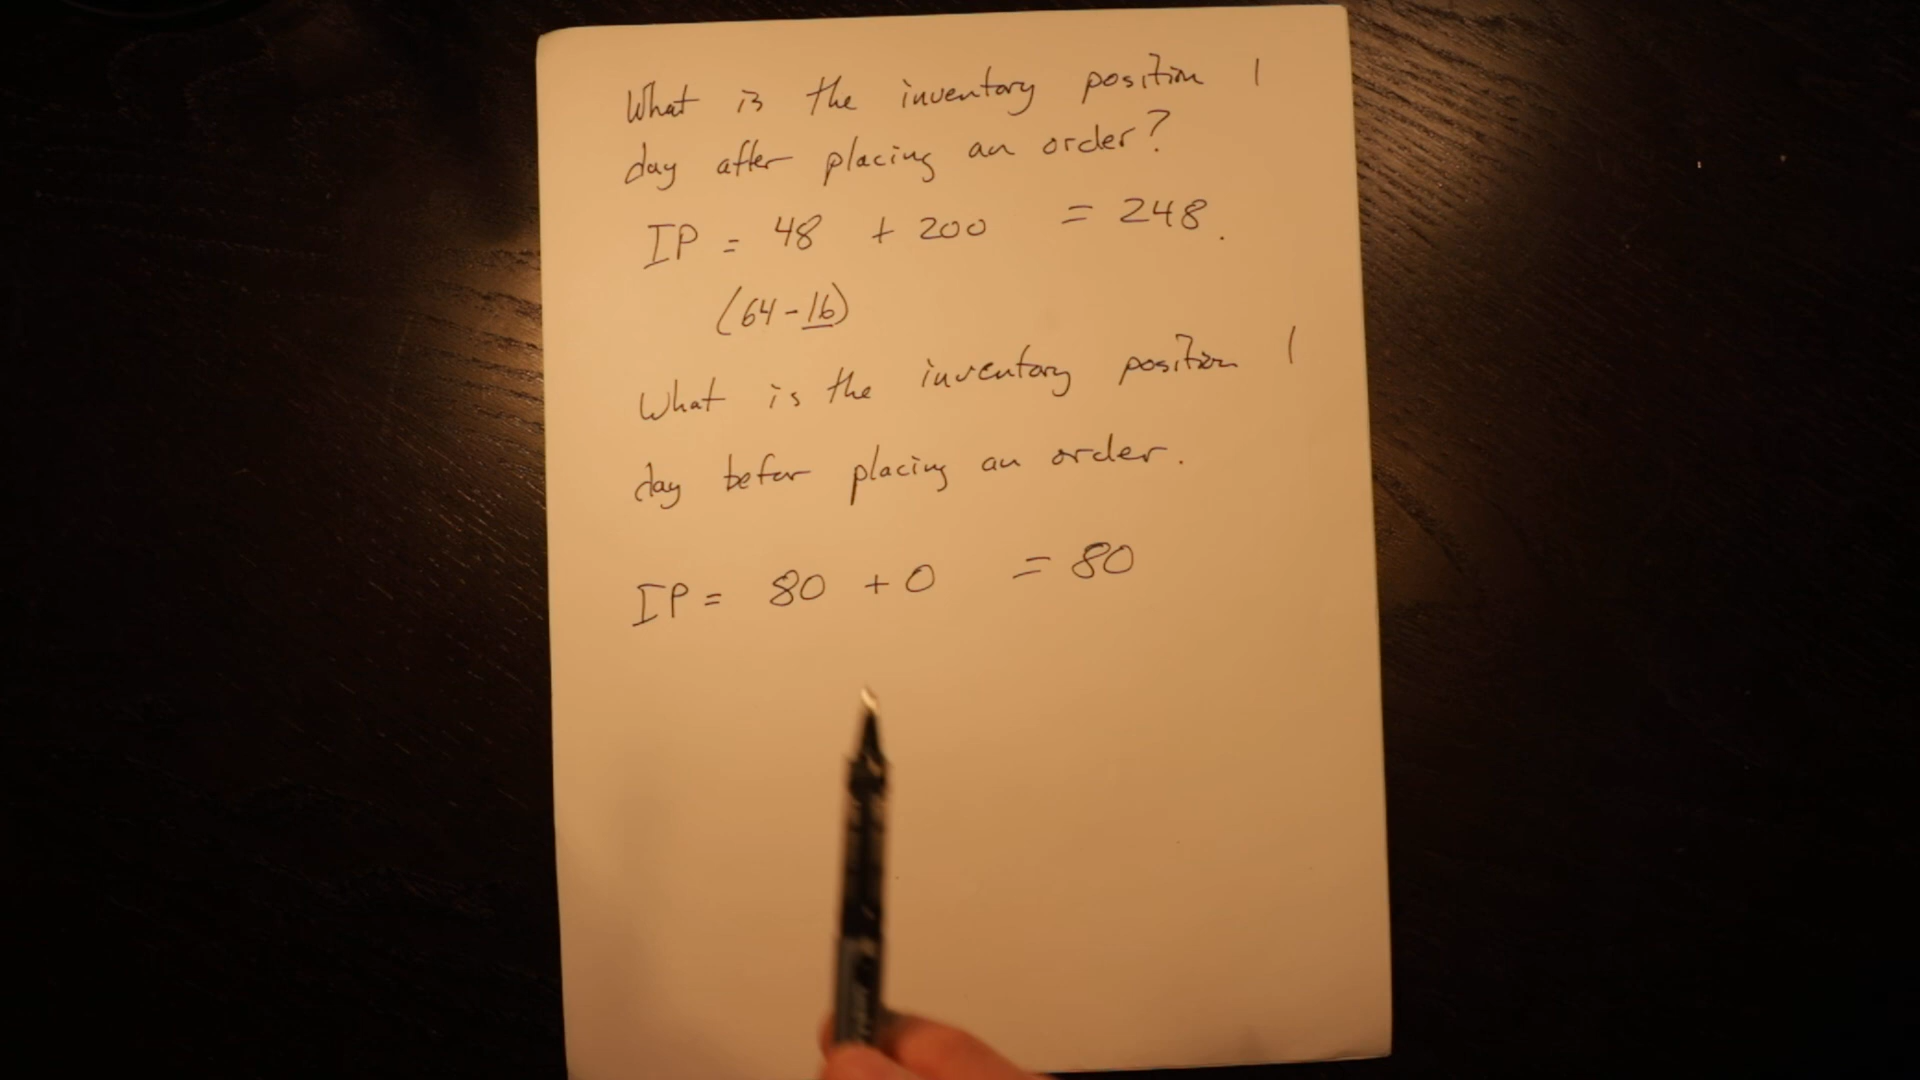 What is the inventory position 1
day after placing an order?
IP = 48 + 200 = 248.
(64-16)
What is the inventory position 1
day befor placing an order.
IP = 80 + 0 = 80